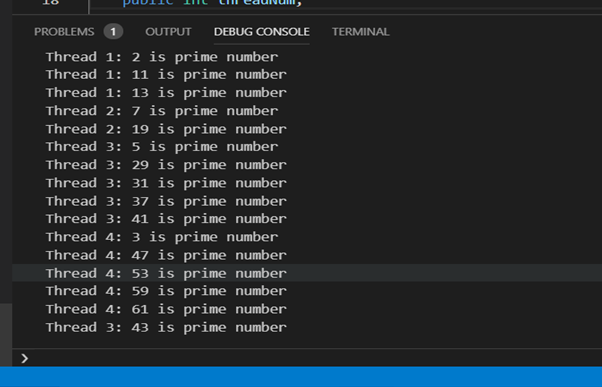 18 public int threadNum;
PROBLEMS 1 OUTPUT DEBUG CONSOLE TERMINAL
Thread 1: 2 is prime number
Thread 1: 11 is prime number
Thread 1: 13 is prime number
Thread 2: 7 is prime number
Thread 2: 19 is prime number
Thread 3: 5 is prime number
Thread 3: 29 is prime number
Thread 3: 31 is prime number
Thread 3: 37 is prime number
Thread 3: 41 is prime number
Thread 4: 3 is prime number
Thread 4: 47 is prime number
Thread 4: 53 is prime number
Thread 4: 59 is prime number
Thread 4: 61 is prime number
Thread 3: 43 is prime number